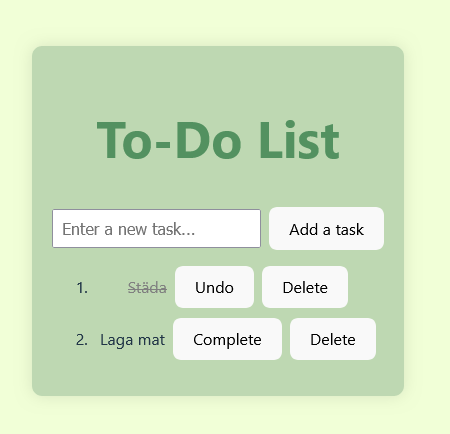 To-Do List
Enter a new task... Add a task
1. Städa Undo Delete
2. Laga mat Complete Delete